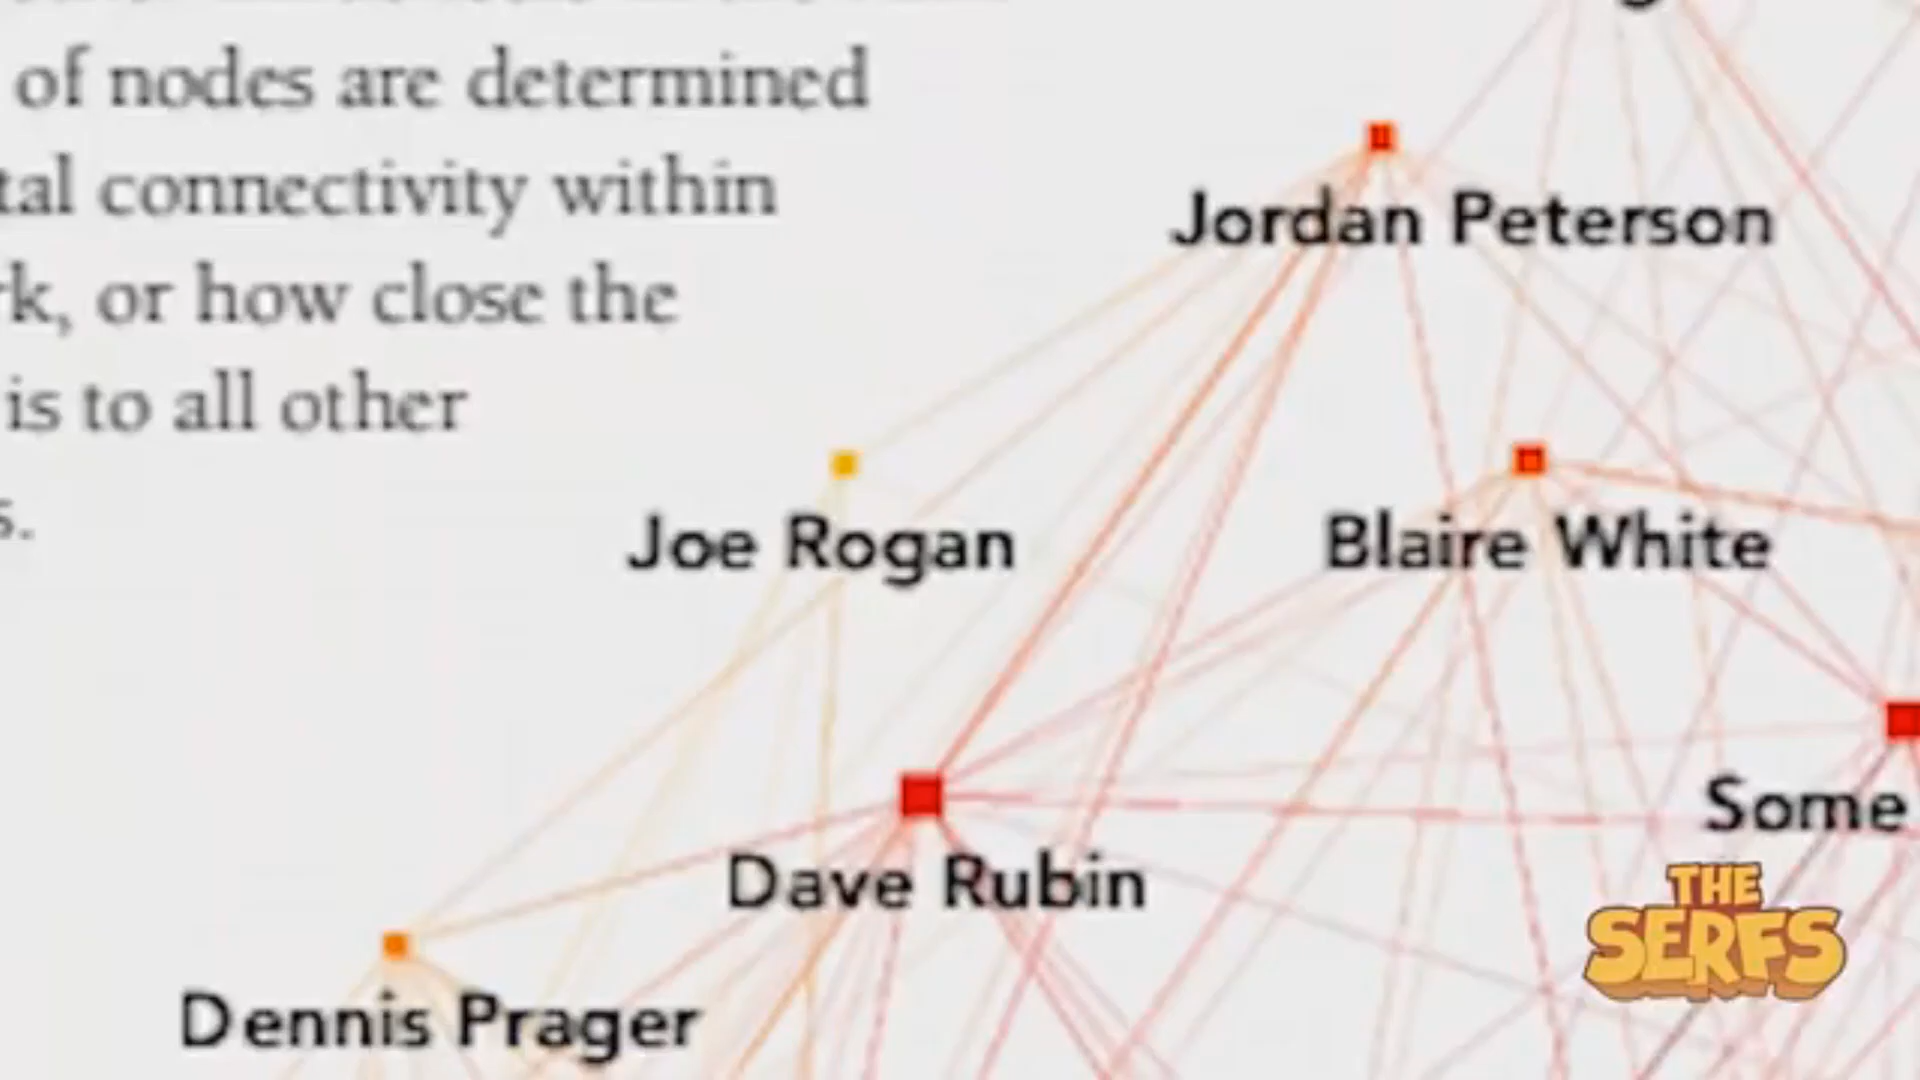 of nodes are determined
tal connectivity within
rk, or how close the
is to all other
s.
Jordan Peterson
Joe Rogan
Blaire White
Some
Dave Rubin
Dennis Prager
THE
SERFS